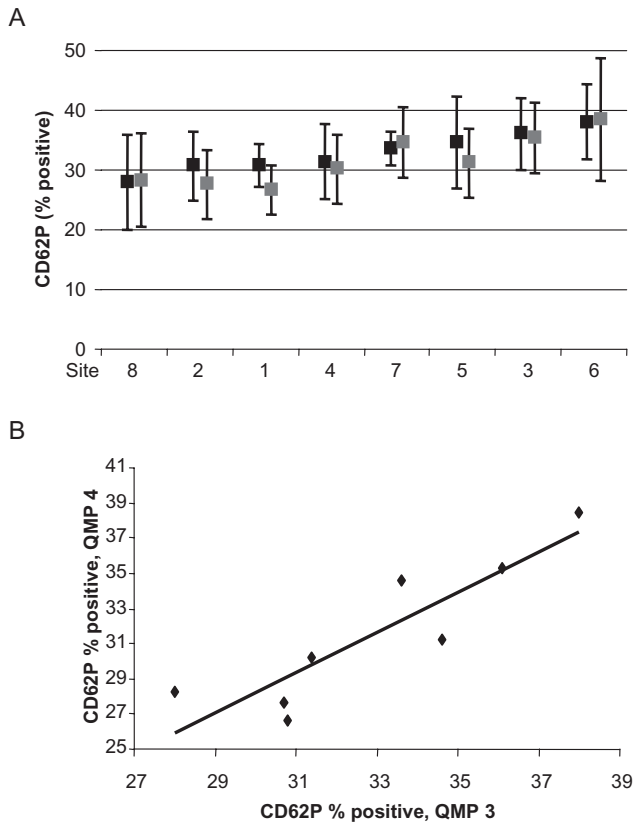 A
50
40
30
20
10
0
CD62P (% positive)
Site 8 2 1 4 7 5 3 6
B
41
39
37
35
33
31
29
27
25
CD62P % positive, QMP 4
27 29 31 33 35 37 39
CD62P % positive, QMP 3